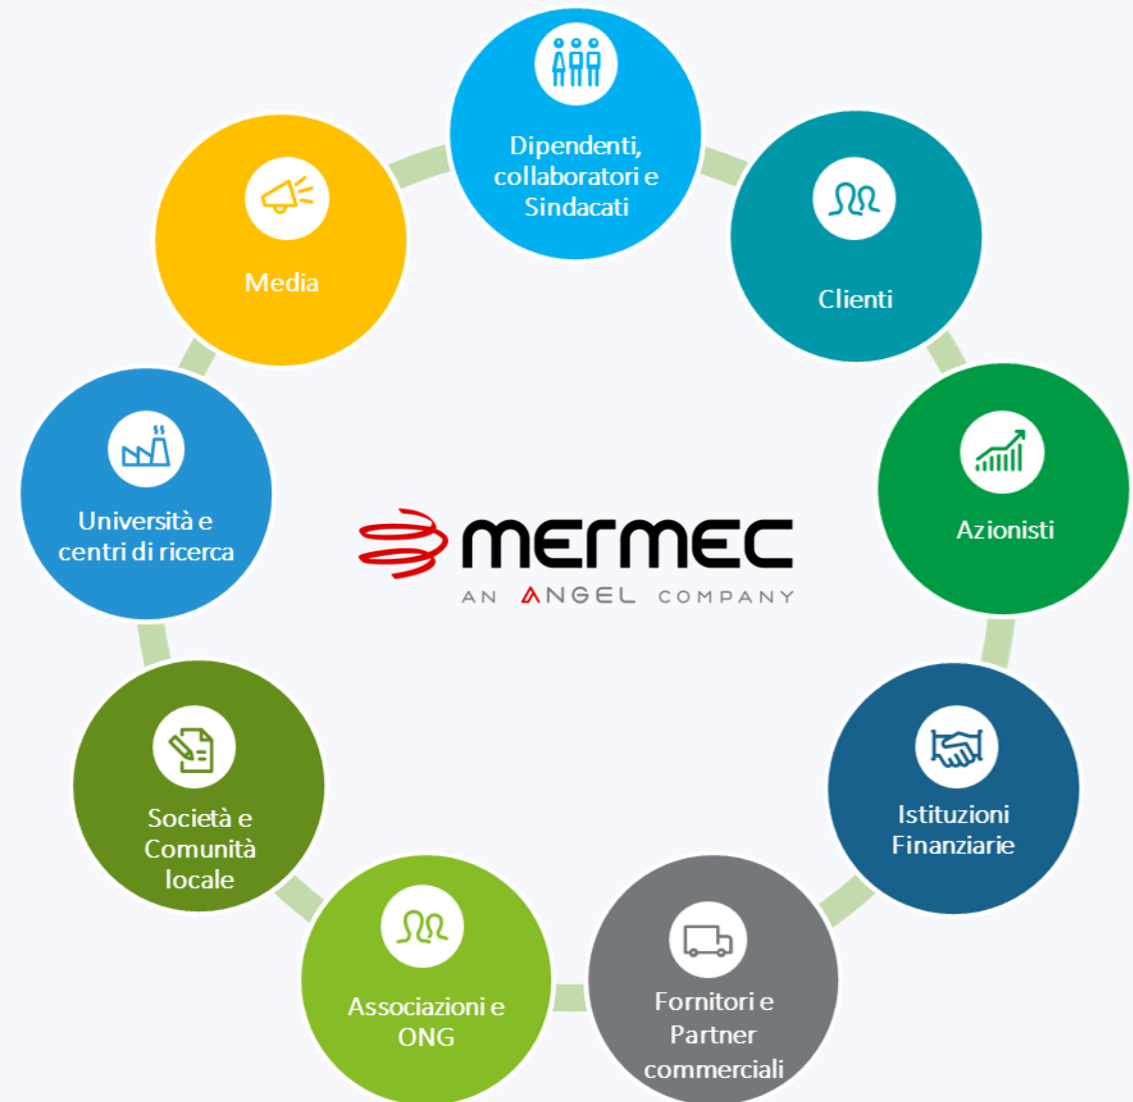 Dipendenti,
collaboratori e
Sindacati
Clienti
Azionisti
Istituzioni
Finanziarie
Fornitori e
Partner
commerciali
Associazioni e
ONG
Società e
Comunità
locale
Università e
centri di ricerca
Media
mermec
AN ANGEL COMPANY